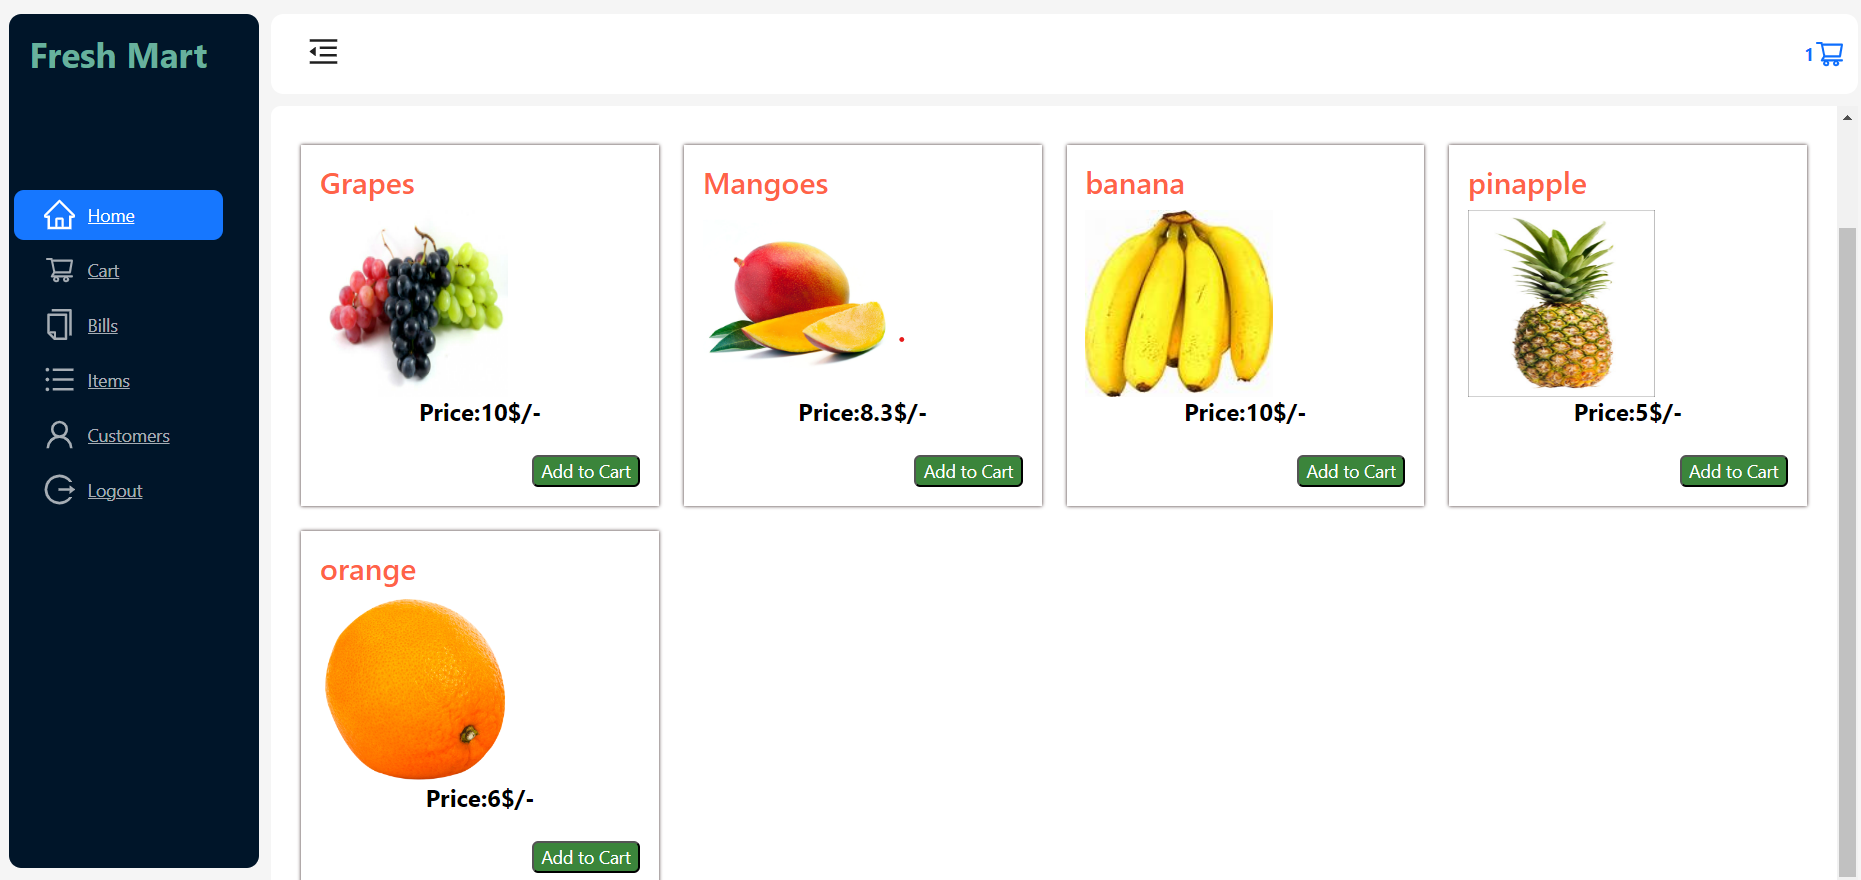 Fresh Mart
1
Home
Cart
Bills
Items
Customers
Logout
Grapes
Price:10$/-
Add to Cart
Mangoes
Price:8.3$/-
Add to Cart
banana
Price:10$/-
Add to Cart
pinapple
Price:5$/-
Add to Cart
orange
Price:6$/-
Add to Cart